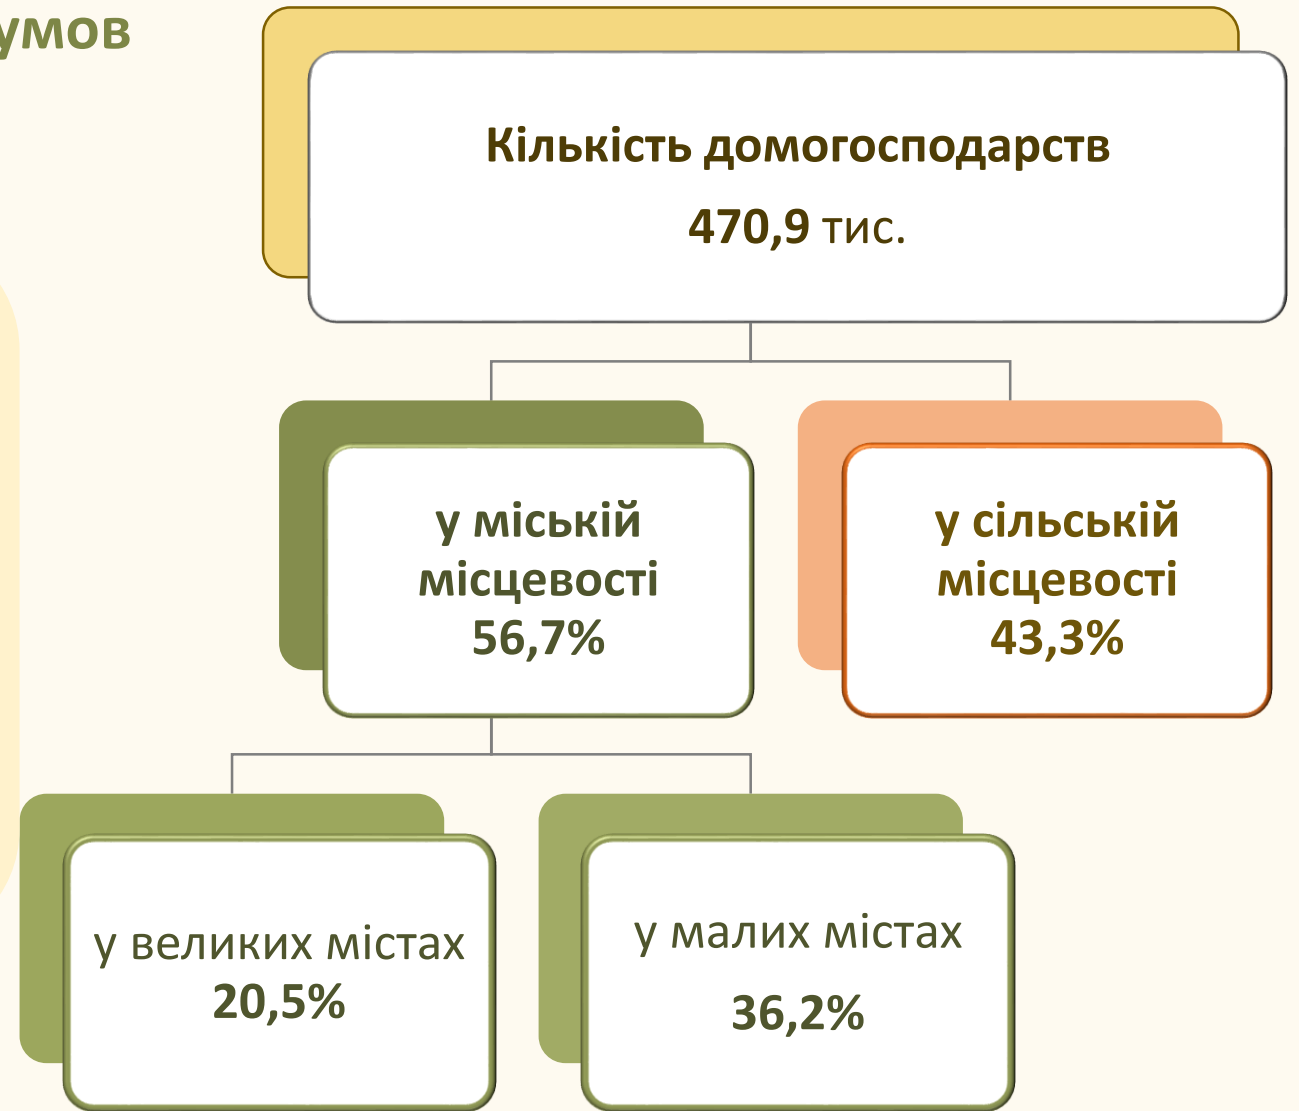 умов
Кількість домогосподарств
470,9 тис.
у міській
місцевості
56,7%
у сільській
місцевості
43,3%
у великих містах
20,5%
у малих містах
36,2%